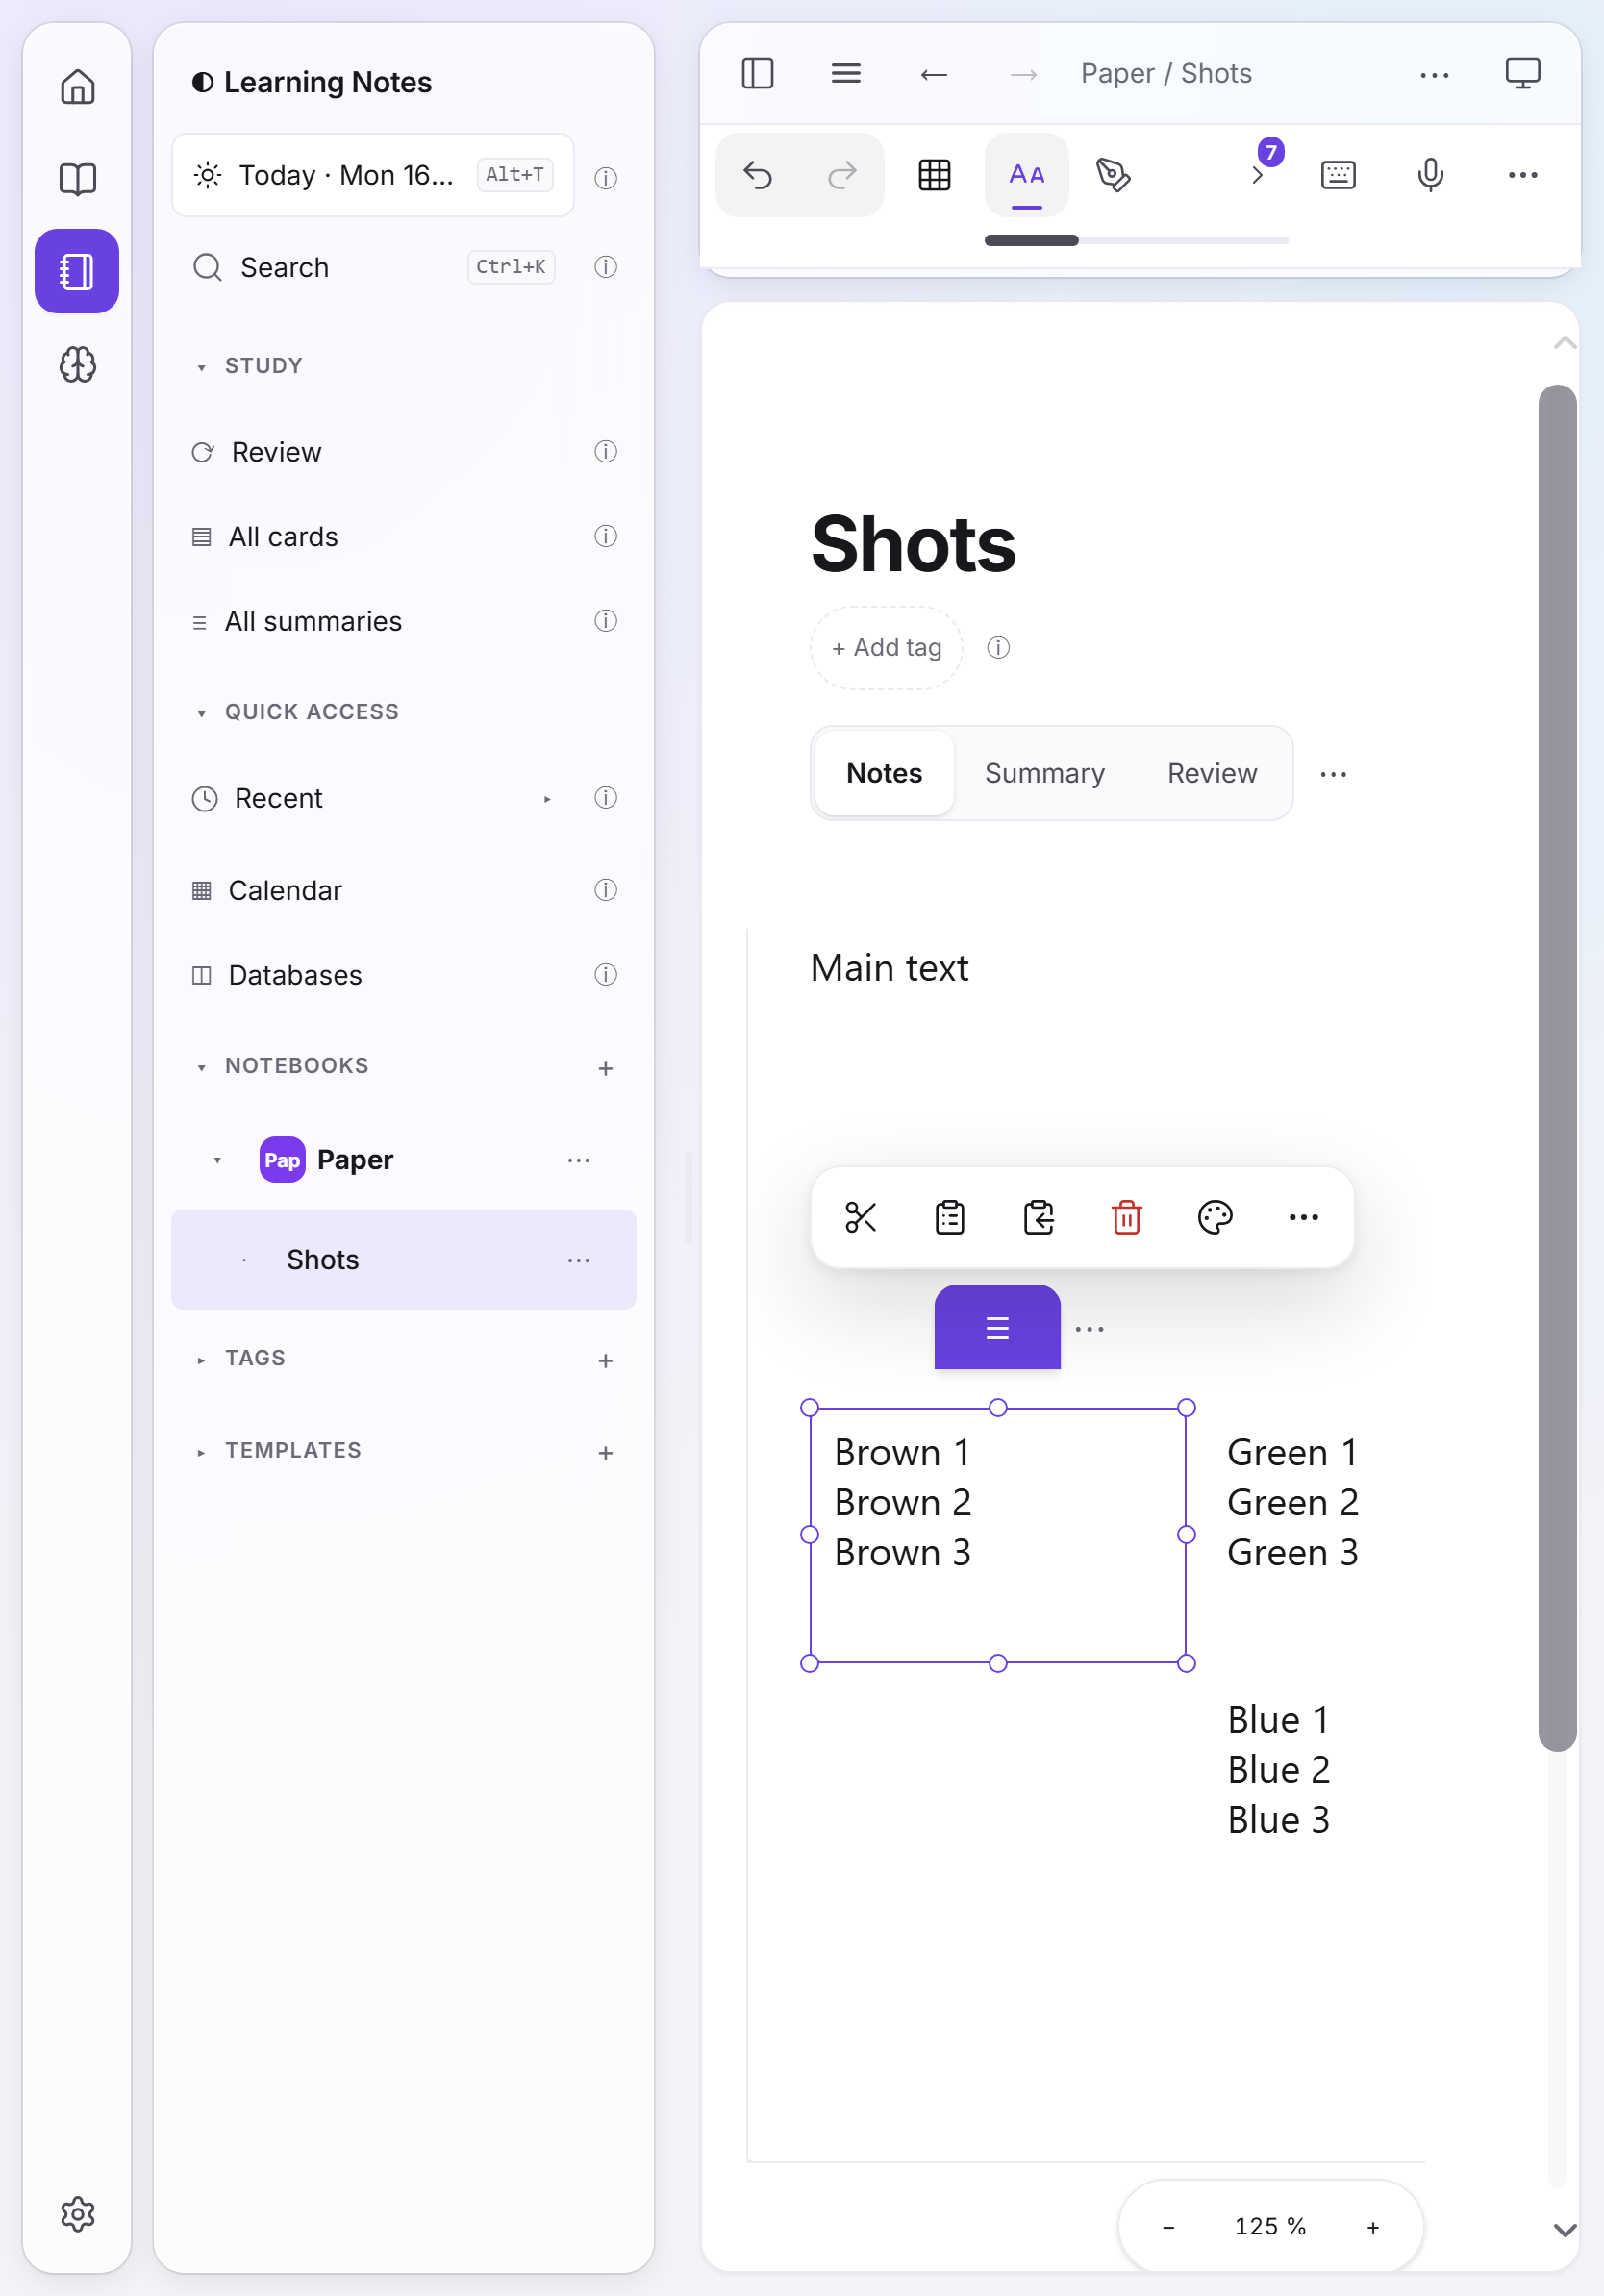 Learning Notes
Today · Mon 16... Alt+T
Search Ctrl+K
STUDY
Review
All cards
All summaries
QUICK ACCESS
Recent
Calendar
Databases
NOTEBOOKS +
Pap Paper
Shots
TAGS +
TEMPLATES +
Paper / Shots
AA
7
Shots
+ Add tag
Notes Summary Review
Main text
Brown 1
Brown 2
Brown 3
Green 1
Green 2
Green 3
Blue 1
Blue 2
Blue 3
− 125 % +